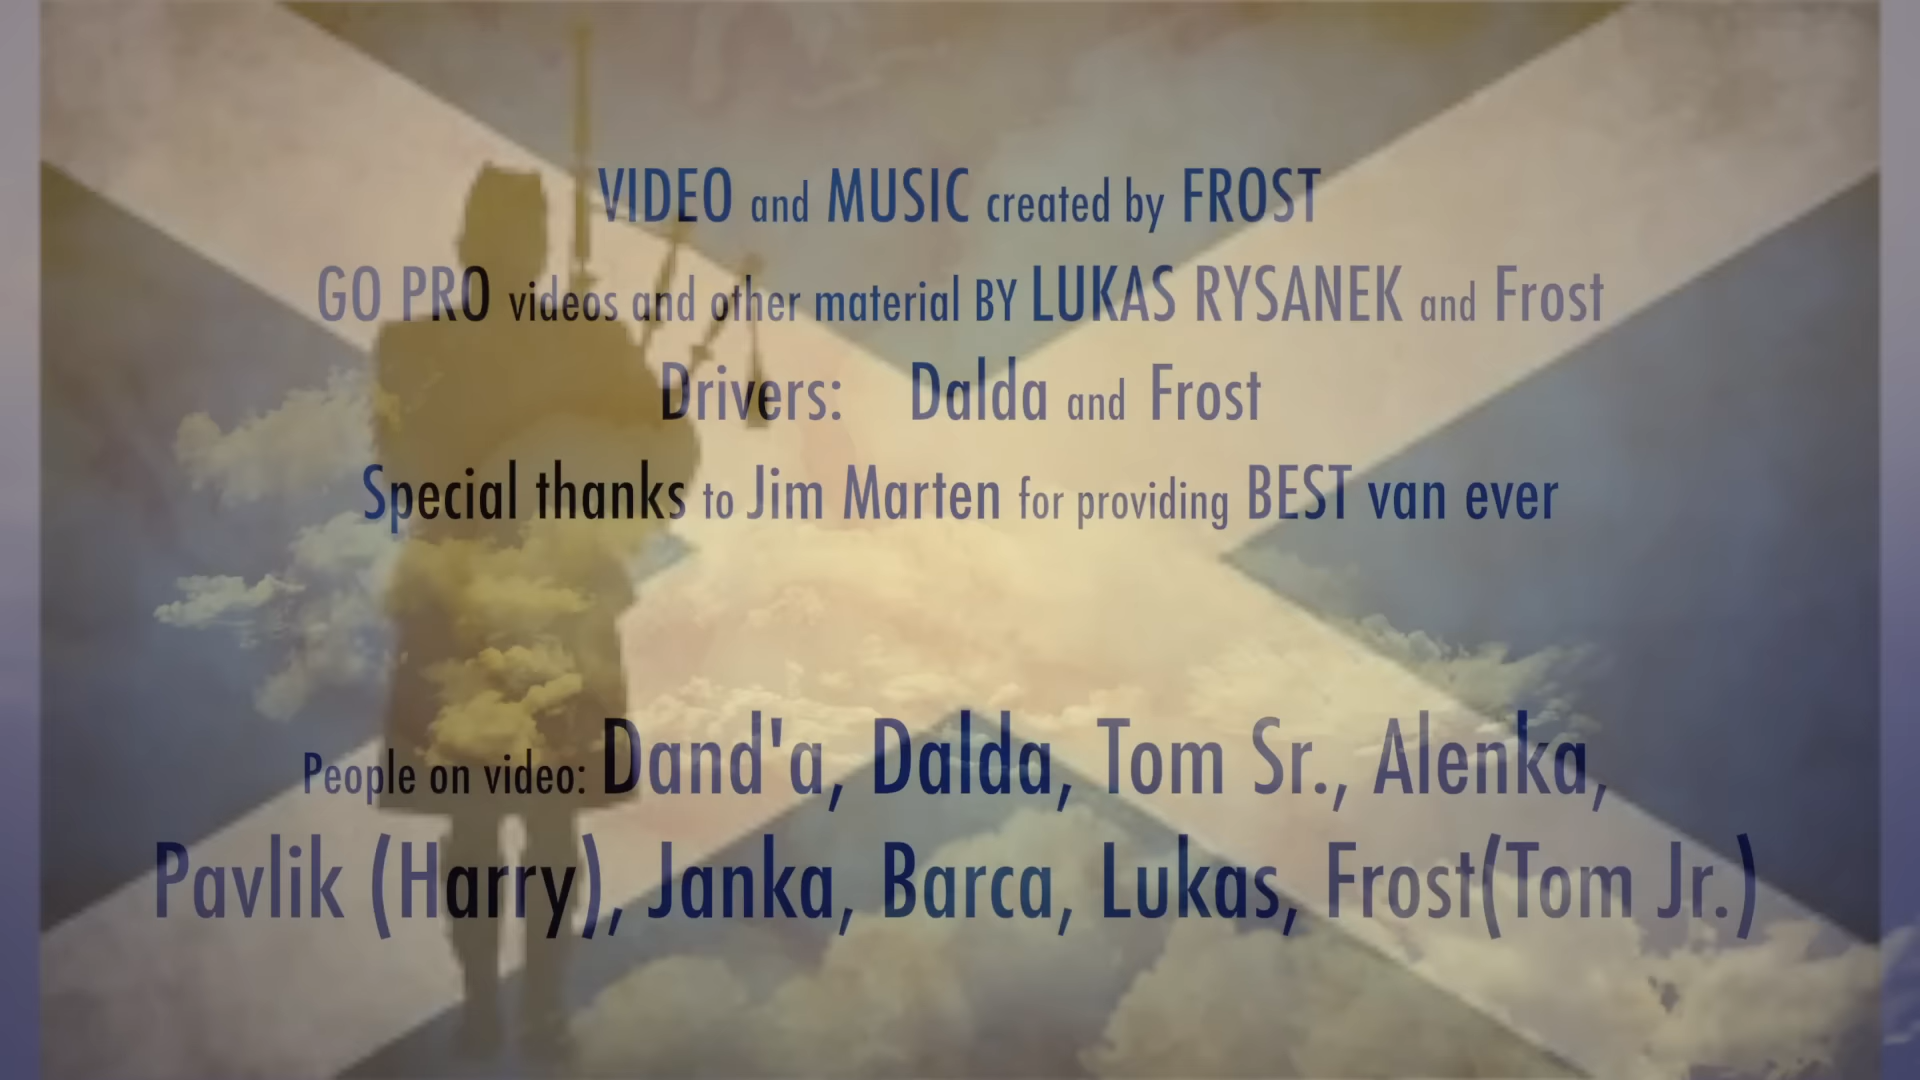 VIDEO and MUSIC created by FROST
GO PRO videos and other material BY LUKAS RYSANEK and Frost
Drivers: Dalda and Frost
Special thanks to Jim Marten for providing BEST van ever
People on video: Dand'a, Dalda, Tom Sr., Alenka,
Pavlik (Harry), Janka, Barca, Lukas, Frost(Tom Jr.)